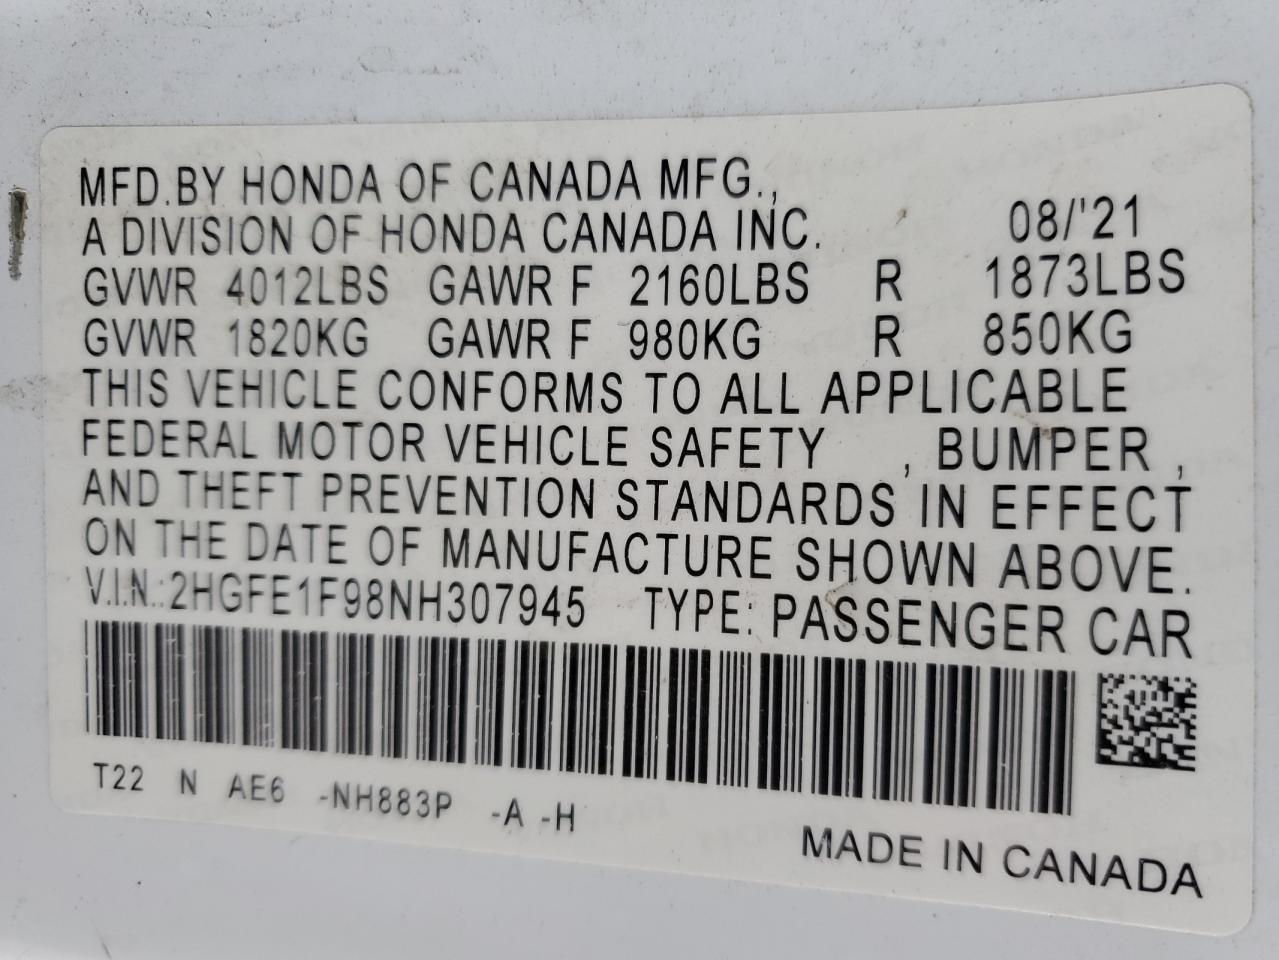 MFD.BY HONDA OF CANADA MFG.,
A DIVISION OF HONDA CANADA INC. 08/'21
GVWR 4012LBS GAWR F 2160LBS R 1873LBS
GVWR 1820KG GAWR F 980KG R 850KG
THIS VEHICLE CONFORMS TO ALL APPLICABLE
FEDERAL MOTOR VEHICLE SAFETY , BUMPER ,
AND THEFT PREVENTION STANDARDS IN EFFECT
ON THE DATE OF MANUFACTURE SHOWN ABOVE.
V.I.N.:2HGFE1F98NH307945 TYPE: PASSENGER CAR
T22 N AE6 -NH883P -A -H
MADE IN CANADA